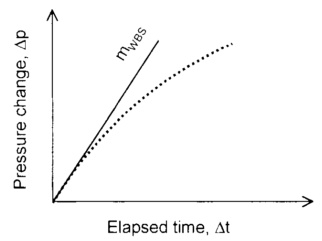 Pressure change, Δp
m_WBS
Elapsed time, Δt